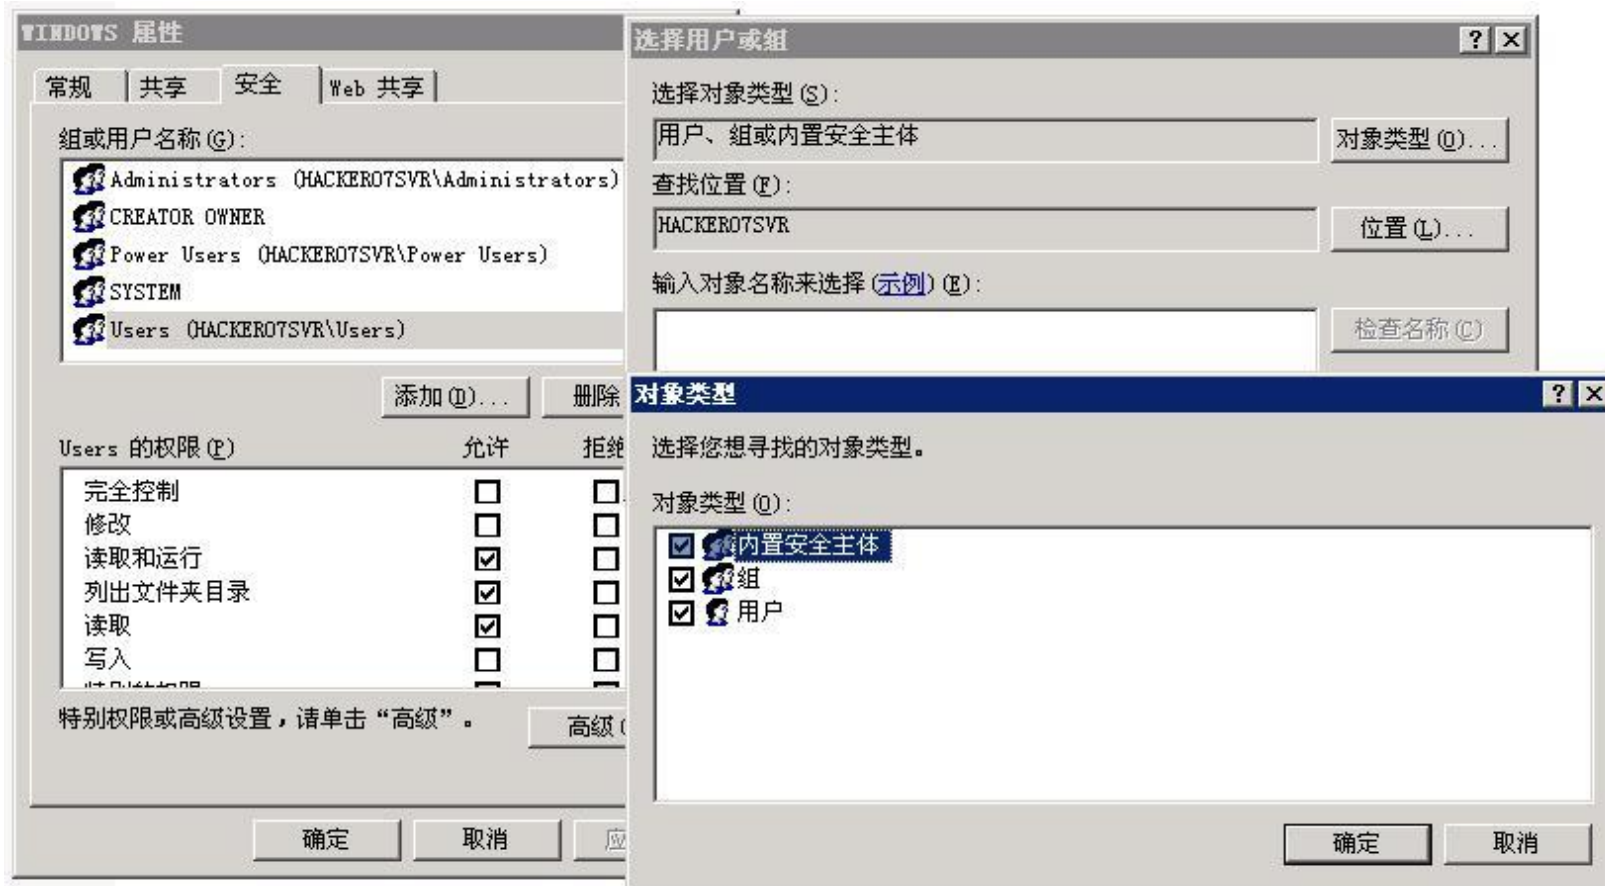 WINDOWS 属性
常规
共享
安全
Web 共享
组或用户名称(G):
Administrators (HACKER07SVR\Administrators)
CREATOR OWNER
Power Users (HACKER07SVR\Power Users)
SYSTEM
Users (HACKER07SVR\Users)
添加(D)...
删除
Users 的权限(P)
允许
拒绝
完全控制
修改
读取和运行
列出文件夹目录
读取
写入
特别权限或高级设置，请单击“高级”。
高级(
确定
取消
应
选择用户或组
选择对象类型(S):
用户、组或内置安全主体
对象类型(O)...
查找位置(F):
HACKER07SVR
位置(L)...
输入对象名称来选择(示例)(E):
检查名称(C)
对象类型
选择您想寻找的对象类型。
对象类型(O):
内置安全主体
组
用户
确定
取消